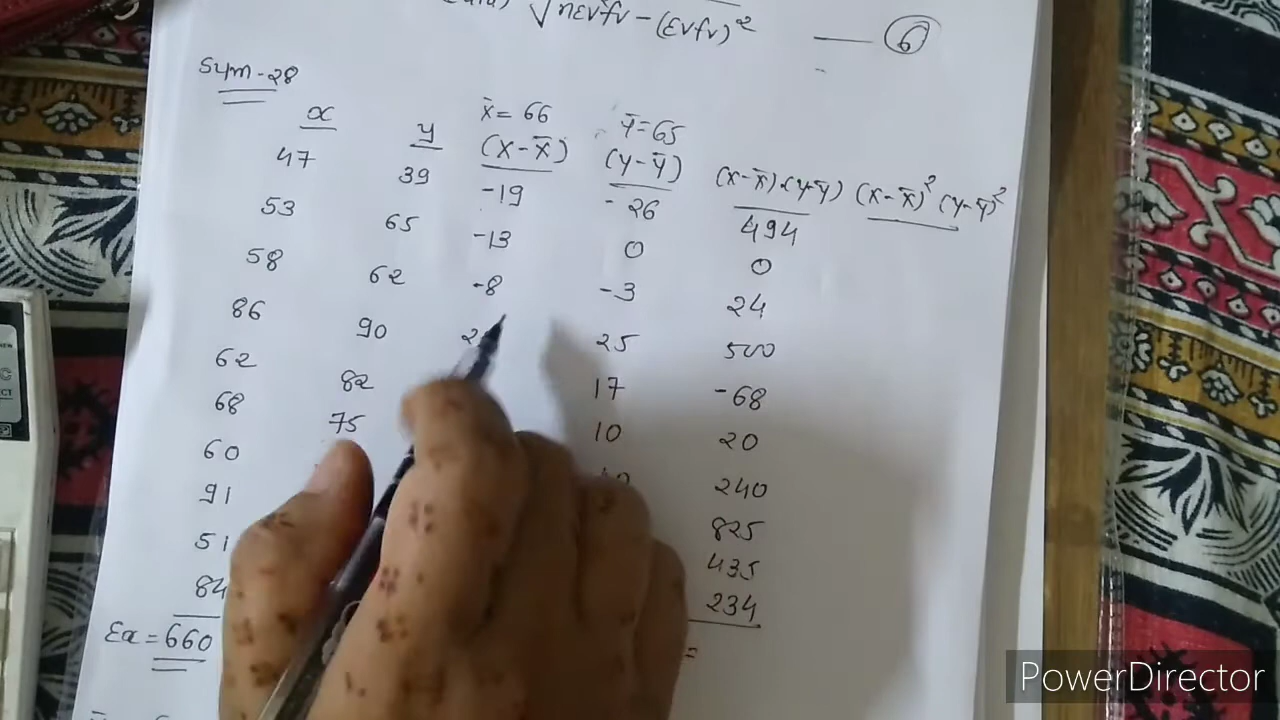 √nΣv²fv-(Σvfv)² — 6
Sym-28
x y x̄=66 ȳ=65
(x-x̄) (y-ȳ) (x-x̄).(y-ȳ) (x-x̄)² (y-ȳ)²
47 39 -19 -26 494
53 65 -13 0 0
58 62 -8 -3 24
86 90 25 500
62 82 17 -68
68 75 10 20
60 240
91 825
51 435
84 234
Σx=660 =
PowerDirector